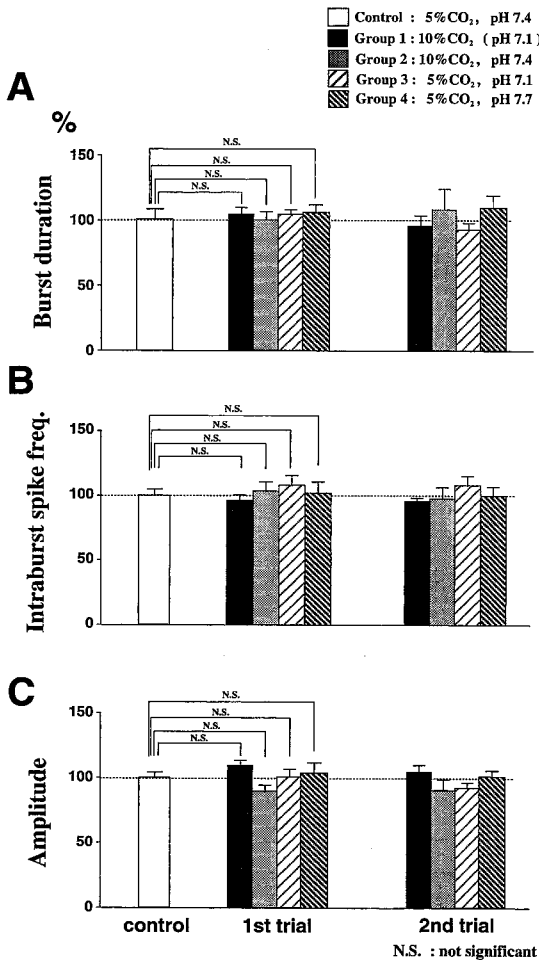 Control : 5%CO₂, pH 7.4
Group 1 : 10%CO₂ ( pH 7.1)
Group 2 : 10%CO₂, pH 7.4
Group 3 : 5%CO₂, pH 7.1
Group 4 : 5%CO₂, pH 7.7
A
%
Burst duration
150
100
50
0
N.S.
N.S.
N.S.
N.S.
B
Intraburst spike freq.
150
100
50
0
N.S.
N.S.
N.S.
N.S.
C
Amplitude
150
100
50
0
N.S.
N.S.
N.S.
N.S.
control 1st trial 2nd trial
N.S. : not significant